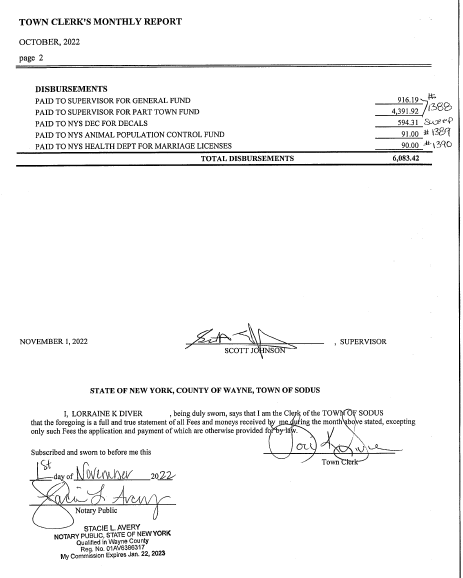 TOWN CLERK'S MONTHLY REPORT
OCTOBER, 2022
page 2
DISBURSEMENTS
PAID TO SUPERVISOR FOR GENERAL FUND 916.19 #
PAID TO SUPERVISOR FOR PART TOWN FUND 4,391.92 1388
PAID TO NYS DEC FOR DECALS 594.31 Sweep
PAID TO NYS ANIMAL POPULATION CONTROL FUND 91.00 #1389
PAID TO NYS HEALTH DEPT FOR MARRIAGE LICENSES 90.00 #1390
TOTAL DISBURSEMENTS 6,083.42
NOVEMBER 1, 2022 , SUPERVISOR
SCOTT JOHNSON
STATE OF NEW YORK, COUNTY OF WAYNE, TOWN OF SODUS
I, LORRAINE K DIVER , being duly sworn, says that I am the Clerk of the TOWN OF SODUS
that the foregoing is a full and true statement of all Fees and moneys received by me during the month above stated, excepting
only such Fees the application and payment of which are otherwise provided for by law.
Subscribed and sworn to before me this
Town Clerk
1st day of November 2022
Stacie L Avery
Notary Public
STACIE L. AVERY
NOTARY PUBLIC, STATE OF NEW YORK
Qualified in Wayne County
Reg. No. 01AV6386317
My Commission Expires Jan. 22, 2023